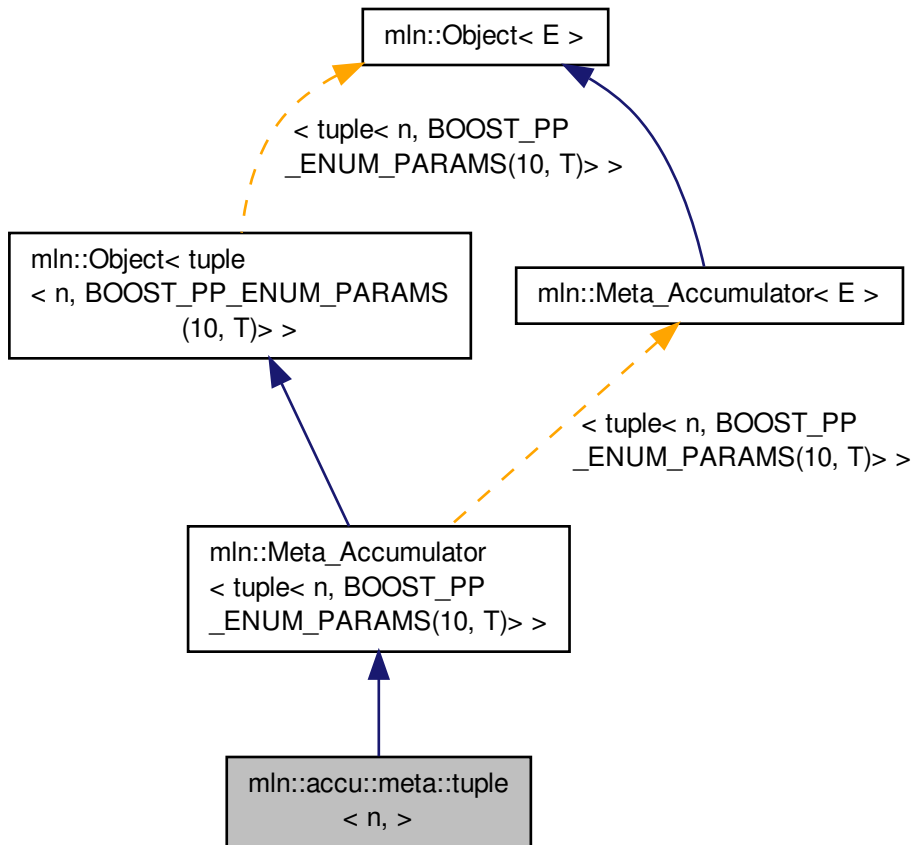 mln::Object< E >
< tuple< n, BOOST_PP
_ENUM_PARAMS(10, T)> >
mln::Object< tuple
< n, BOOST_PP_ENUM_PARAMS
(10, T)> >
mln::Meta_Accumulator< E >
< tuple< n, BOOST_PP
_ENUM_PARAMS(10, T)> >
mln::Meta_Accumulator
< tuple< n, BOOST_PP
_ENUM_PARAMS(10, T)> >
mln::accu::meta::tuple
< n, >